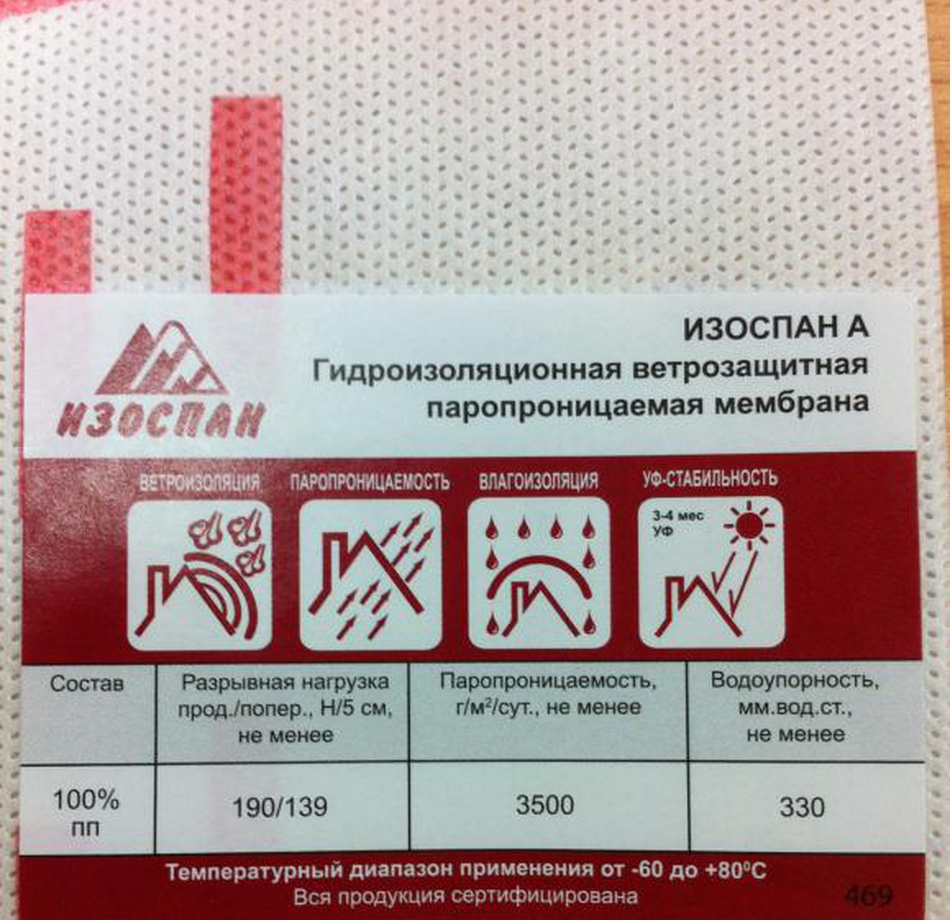 ИЗОСПАН
ИЗОСПАН А
Гидроизоляционная ветрозащитная
паропроницаемая мембрана
ВЕТРОИЗОЛЯЦИЯ ПАРОПРОНИЦАЕМОСТЬ ВЛАГОИЗОЛЯЦИЯ УФ-СТАБИЛЬНОСТЬ
3-4 мес
УФ
Состав
Разрывная нагрузка
прод./попер., Н/5 см,
не менее
Паропроницаемость,
г/м²/сут., не менее
Водоупорность,
мм.вод.ст.,
не менее
100%
пп
190/139
3500
330
Температурный диапазон применения от -60 до +80⁰С
Вся продукция сертифицирована
469